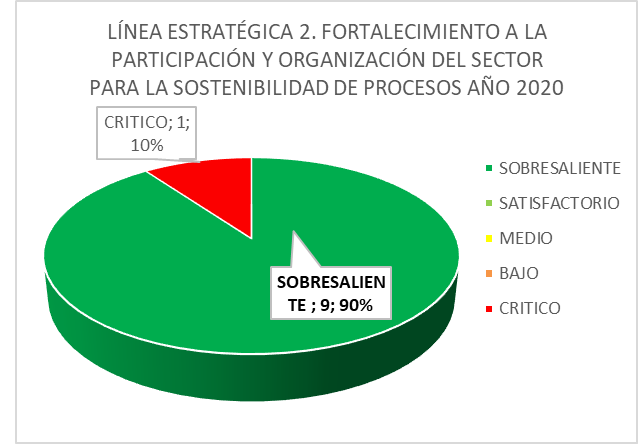 LÍNEA ESTRATÉGICA 2. FORTALECIMIENTO A LA
PARTICIPACIÓN Y ORGANIZACIÓN DEL SECTOR
PARA LA SOSTENIBILIDAD DE PROCESOS AÑO 2020
CRITICO; 1;
10%
SOBRESALIEN
TE ; 9; 90%
SOBRESALIENTE
SATISFACTORIO
MEDIO
BAJO
CRITICO